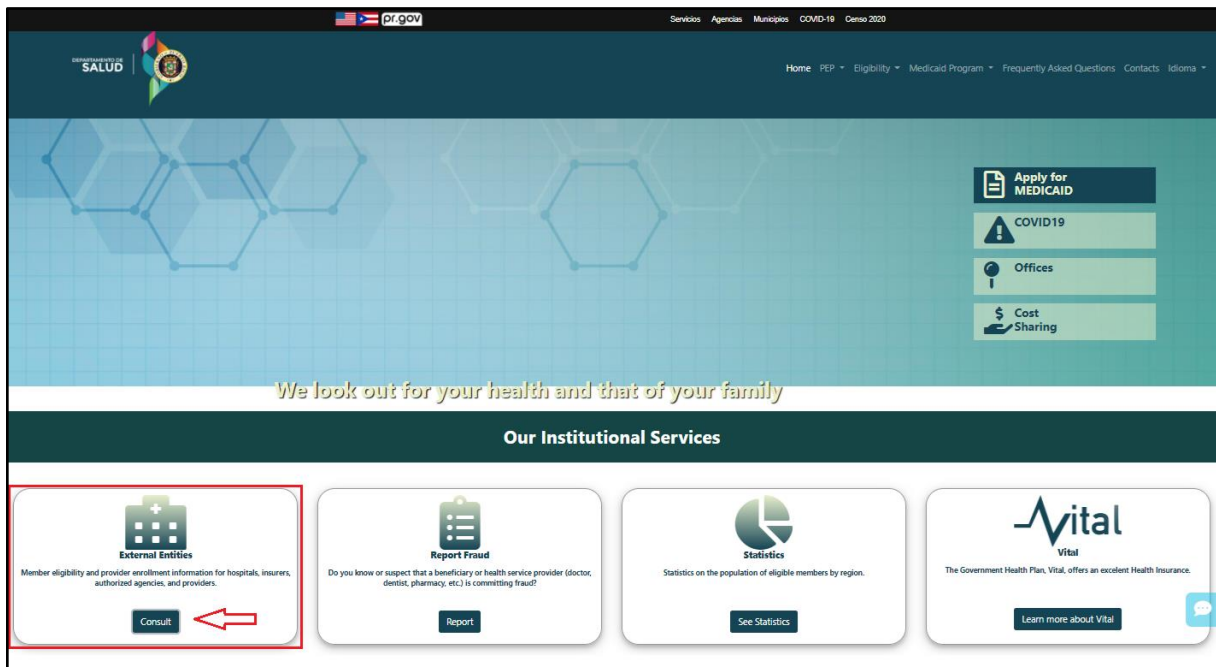 pr.gov
Servicios Agencias Municipios COVID-19 Censo 2020
DEPARTAMENTO DE
SALUD
Home PEP Eligibility Medicaid Program Frequently Asked Questions Contacts Idioma
Apply for
MEDICAID
COVID19
Offices
Cost
Sharing
We look out for your health and that of your family
Our Institutional Services
External Entities
Member eligibility and provider enrollment information for hospitals, insurers,
authorized agencies, and providers.
Consult
Report Fraud
Do you know or suspect that a beneficiary or health service provider (doctor,
dentist, pharmacy, etc.) is committing fraud?
Report
Statistics
Statistics on the population of eligible members by region.
See Statistics
Vital
Vital
The Government Health Plan, Vital, offers an excelent Health Insurance.
Learn more about Vital